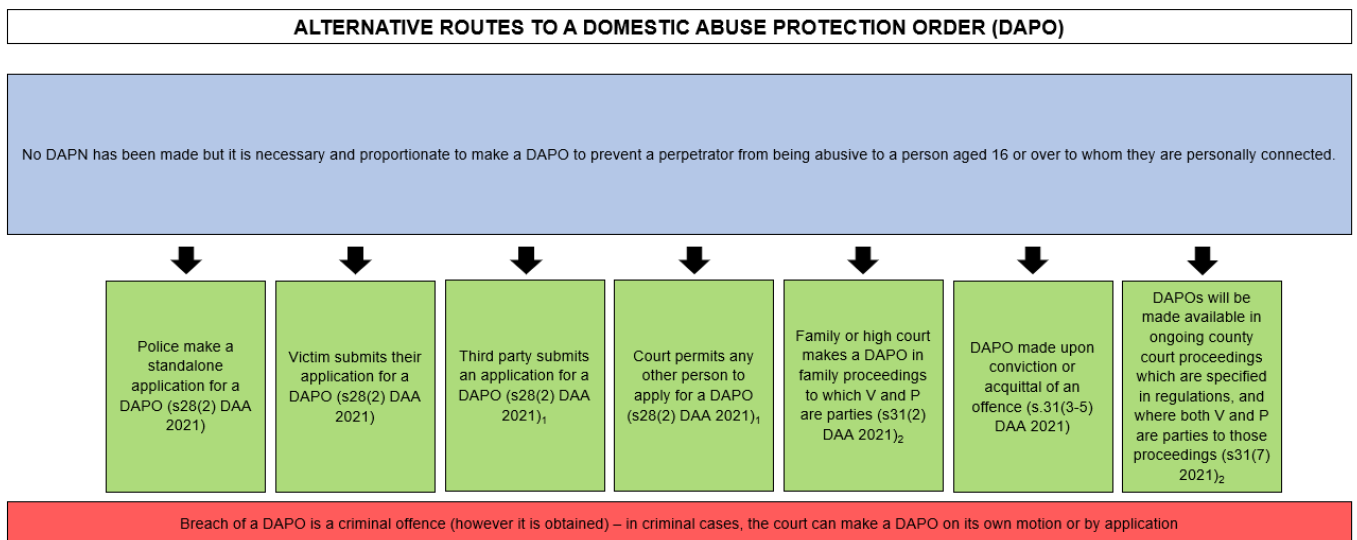 ALTERNATIVE ROUTES TO A DOMESTIC ABUSE PROTECTION ORDER (DAPO)
No DAPN has been made but it is necessary and proportionate to make a DAPO to prevent a perpetrator from being abusive to a person aged 16 or over to whom they are personally connected.
Police make a
standalone
application for a
DAPO (s28(2) DAA
2021)
Victim submits their
application for a
DAPO (s28(2) DAA
2021)
Third party submits
an application for a
DAPO (s28(2) DAA
2021)₁
Court permits any
other person to
apply for a DAPO
(s28(2) DAA 2021)₁
Family or high court
makes a DAPO in
family proceedings
to which V and P
are parties (s31(2)
DAA 2021)₂
DAPO made upon
conviction or
acquittal of an
offence (s.31(3-5)
DAA 2021)
DAPOs will be
made available in
ongoing county
court proceedings
which are specified
in regulations, and
where both V and P
are parties to those
proceedings (s31(7)
2021)₂
Breach of a DAPO is a criminal offence (however it is obtained) – in criminal cases, the court can make a DAPO on its own motion or by application